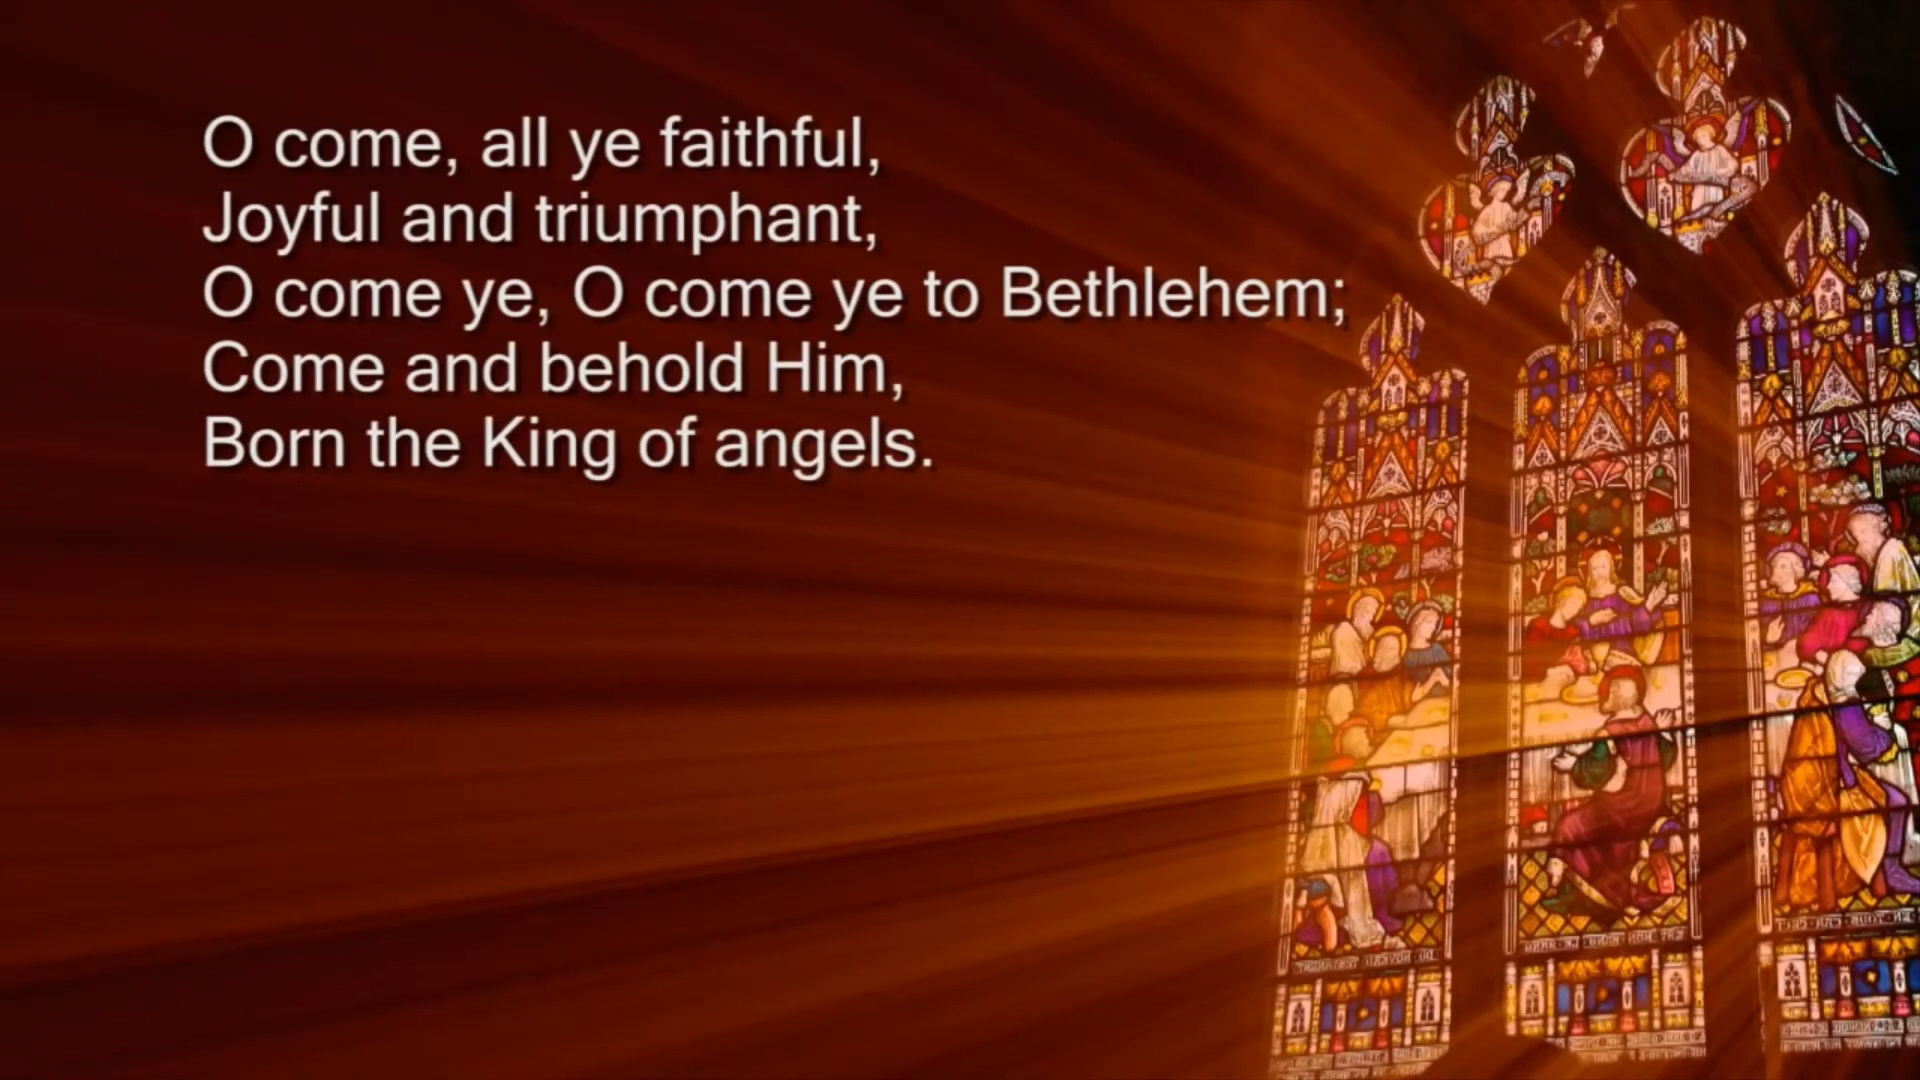 O come, all ye faithful,
Joyful and triumphant,
O come ye, O come ye to Bethlehem;
Come and behold Him,
Born the King of angels.